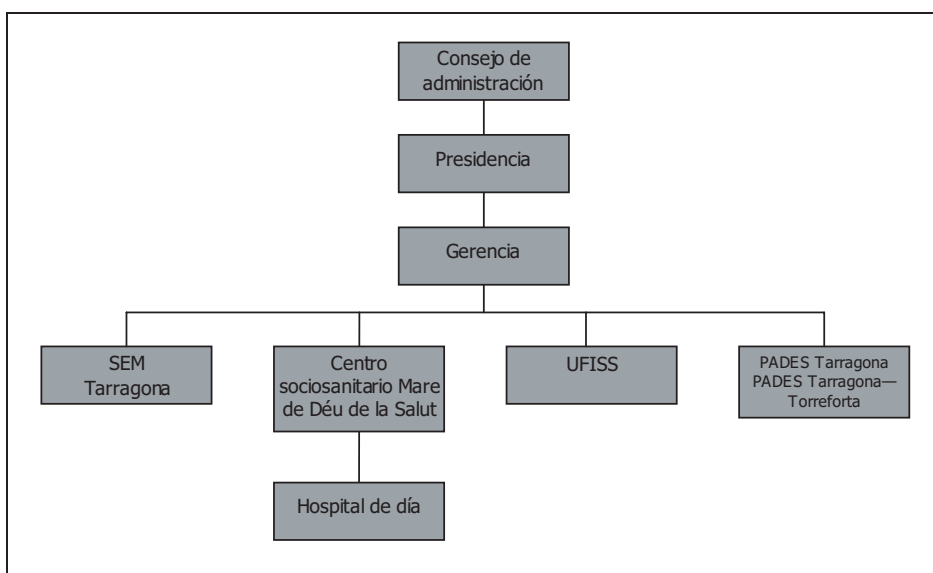 Consejo de
administración
Presidencia
Gerencia
SEM
Tarragona
Centro
sociosanitario Mare
de Déu de la Salut
UFISS
PADES Tarragona
PADES Tarragona—
Torreforta
Hospital de día